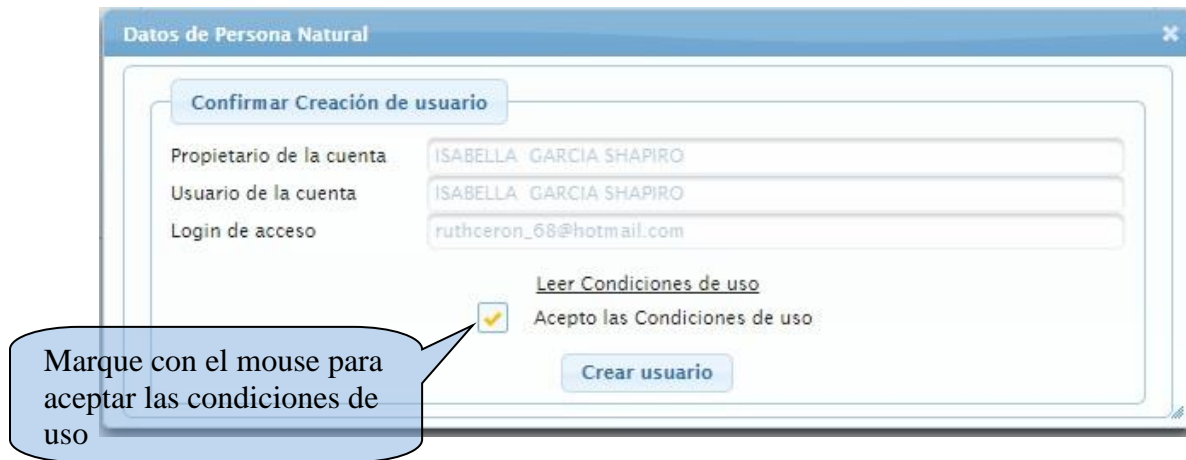 Datos de Persona Natural
Confirmar Creación de usuario
Propietario de la cuenta ISABELLA GARCIA SHAPIRO
Usuario de la cuenta ISABELLA GARCIA SHAPIRO
Login de acceso ruthceron_68@hotmail.com
Leer Condiciones de uso
Acepto las Condiciones de uso
Marque con el mouse para
aceptar las condiciones de
uso
Crear usuario